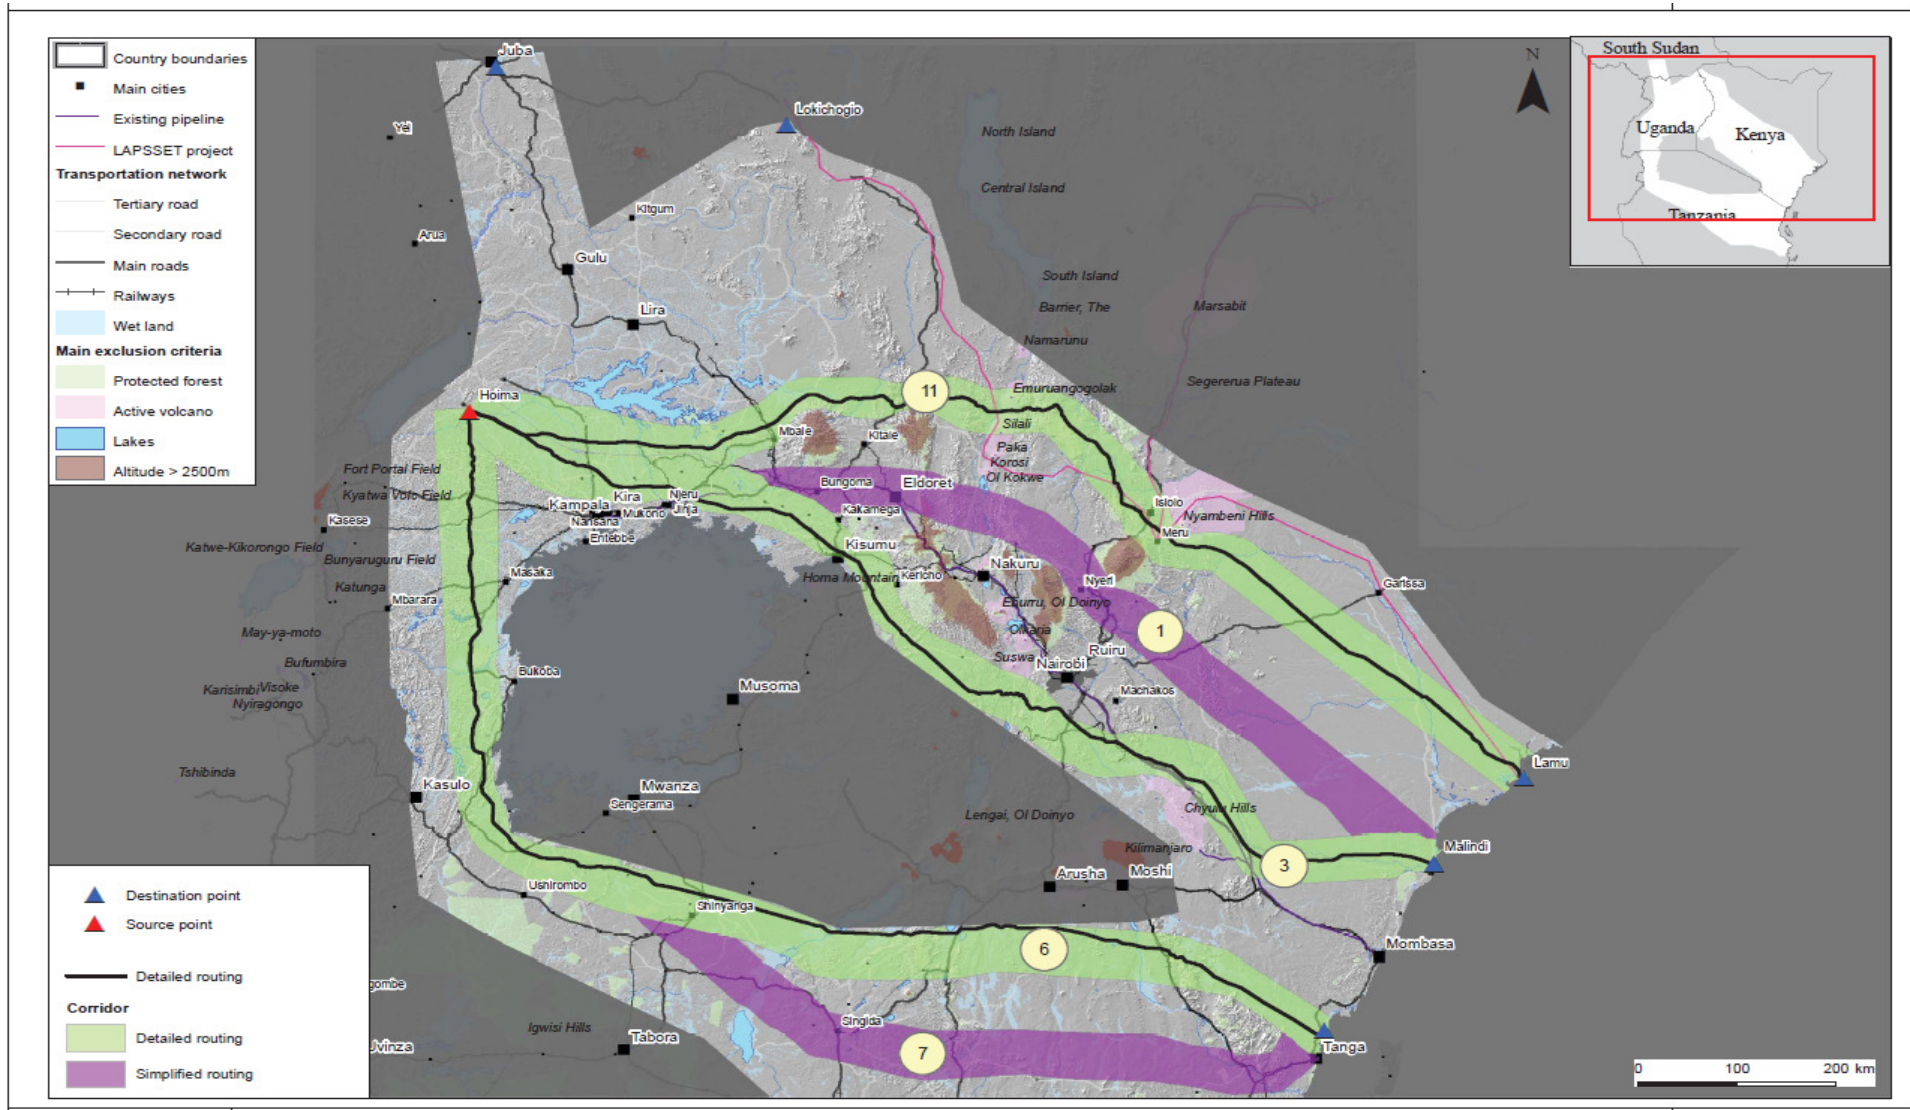 Country boundaries
Main cities
Existing pipeline
LAPSSET project
Transportation network
Tertiary road
Secondary road
Main roads
Railways
Wet land
Main exclusion criteria
Protected forest
Active volcano
Lakes
Altitude > 2500m
Juba
Yei
Lokichogio
North Island
Central Island
N
South Sudan
Uganda
Kenya
Tanzania
Kitgum
Arua
Gulu
South Island
Barrier, The
Marsabit
Lira
Namarunu
Segererua Plateau
Emuruangogolak
11
Hoima
Silali
Mbale
Kitale
Paka
Korosi
Ol Kokwe
Fort Portal Field
Kyatwa Volc Field
Bungoma
Eldoret
Kampala
Kira
Njeru
Mukono
Jinja
Nansana
Entebbe
Kakamega
Isiolo
Nyambeni Hills
Meru
Kasese
Katwe-Kikorongo Field
Bunyaruguru Field
Kisumu
Homa Mountain
Kericho
Nakuru
Nyeri
Garissa
Masaka
Katunga
Mbarara
Eburru, Ol Doinyo
Olkaria
1
May-ya-moto
Bufumbira
Suswa
Nairobi
Ruiru
Machakos
Bukoba
Musoma
Karisimbi
Visoke
Nyiragongo
Tshibinda
Kasulo
Mwanza
Sengerama
Lamu
Chyulu Hills
Lengai, Ol Doinyo
Kilimanjaro
Malindi
3
Arusha
Moshi
Ushirombo
Shinyanga
6
Mombasa
gombe
Igwisi Hills
Singida
Tabora
Uvinza
7
Tanga
Destination point
Source point
Detailed routing
Corridor
Detailed routing
Simplified routing
0 100 200 km